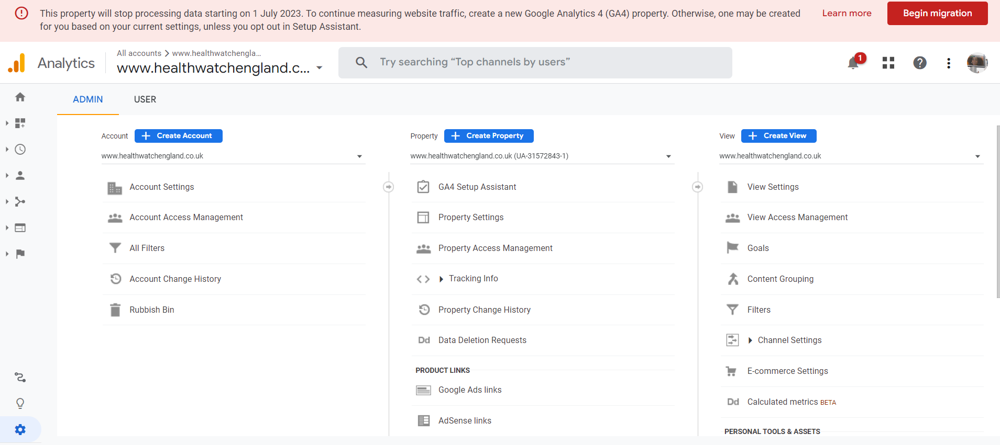 This property will stop processing data starting on 1 July 2023. To continue measuring website traffic, create a new Google Analytics 4 (GA4) property. Otherwise, one may be created
for you based on your current settings, unless you opt out in Setup Assistant.
Learn more
Begin migration
Analytics
All accounts > www.healthwatchengla...
www.healthwatchengland.c...
Try searching “Top channels by users”
1
ADMIN
USER
Account
Create Account
www.healthwatchengland.co.uk
Account Settings
Account Access Management
All Filters
Account Change History
Rubbish Bin
Property
Create Property
www.healthwatchengland.co.uk (UA-31572843-1)
GA4 Setup Assistant
Property Settings
Property Access Management
Tracking Info
Property Change History
Dd Data Deletion Requests
PRODUCT LINKS
Google Ads links
AdSense links
View
Create View
www.healthwatchengland.co.uk
View Settings
View Access Management
Goals
Content Grouping
Filters
Channel Settings
E-commerce Settings
Dd Calculated metrics BETA
PERSONAL TOOLS & ASSETS